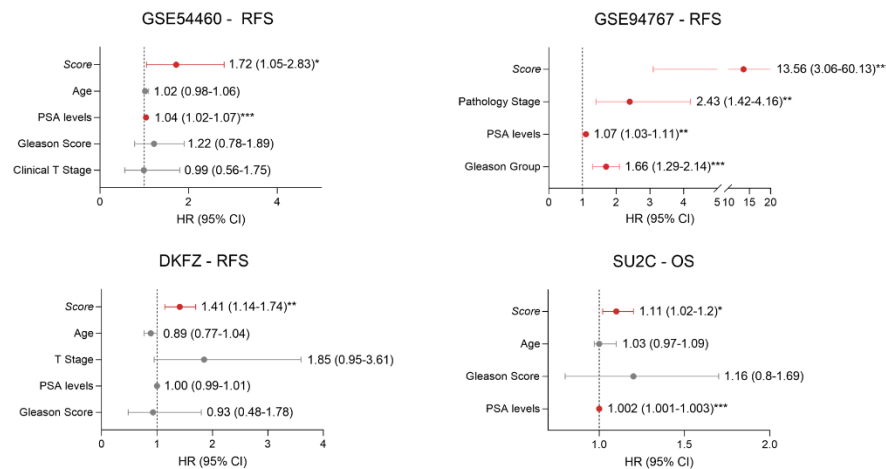 GSE54460 - RFS
Score
1.72 (1.05-2.83)*
Age
1.02 (0.98-1.06)
PSA levels
1.04 (1.02-1.07)***
Gleason Score
1.22 (0.78-1.89)
Clinical T Stage
0.99 (0.56-1.75)
0 2 4
HR (95% CI)
GSE94767 - RFS
Score
13.56 (3.06-60.13)***
Pathology Stage
2.43 (1.42-4.16)**
PSA levels
1.07 (1.03-1.11)**
Gleason Group
1.66 (1.29-2.14)***
0 1 2 3 4 5 10 15 20
HR (95% CI)
DKFZ - RFS
Score
1.41 (1.14-1.74)**
Age
0.89 (0.77-1.04)
T Stage
1.85 (0.95-3.61)
PSA levels
1.00 (0.99-1.01)
Gleason Score
0.93 (0.48-1.78)
0 1 2 3 4
HR (95% CI)
SU2C - OS
Score
1.11 (1.02-1.2)*
Age
1.03 (0.97-1.09)
Gleason Score
1.16 (0.8-1.69)
PSA levels
1.002 (1.001-1.003)***
1.0 1.5 2.0
HR (95% CI)